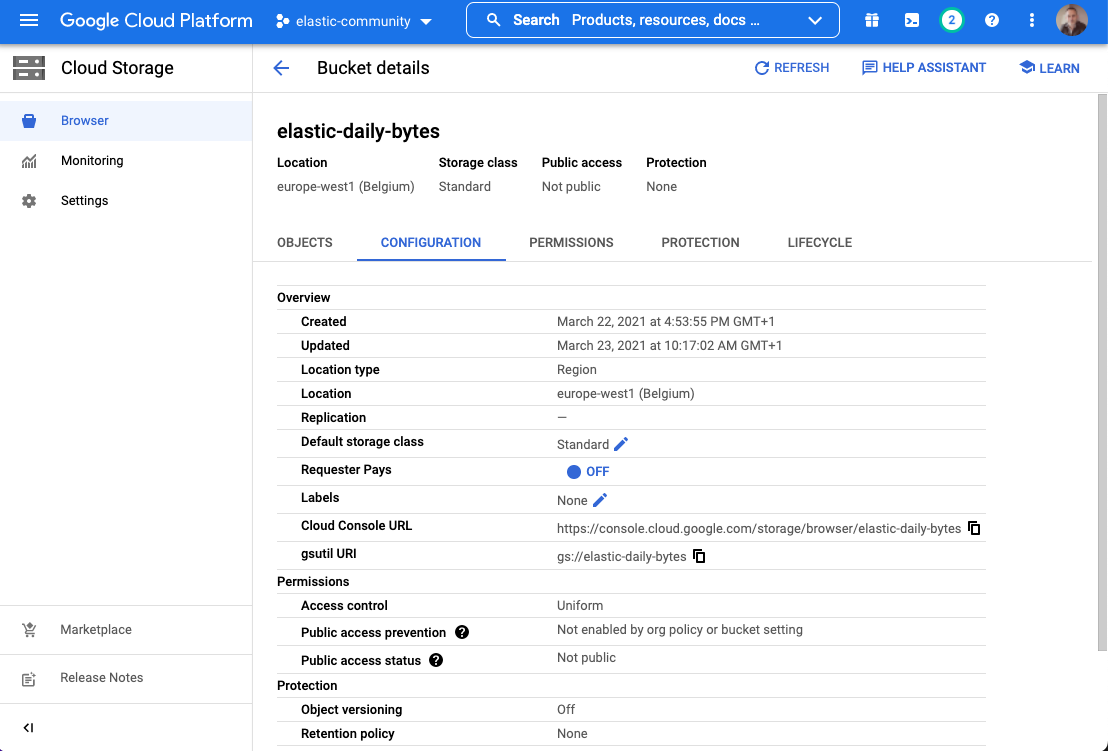 Google Cloud Platform elastic-community Search Products, resources, docs ... 2
Cloud Storage
Bucket details REFRESH HELP ASSISTANT LEARN
Browser
Monitoring
Settings
Marketplace
Release Notes
elastic-daily-bytes
Location Storage class Public access Protection
europe-west1 (Belgium) Standard Not public None
OBJECTS CONFIGURATION PERMISSIONS PROTECTION LIFECYCLE
Overview
Created March 22, 2021 at 4:53:55 PM GMT+1
Updated March 23, 2021 at 10:17:02 AM GMT+1
Location type Region
Location europe-west1 (Belgium)
Replication —
Default storage class Standard
Requester Pays OFF
Labels None
Cloud Console URL https://console.cloud.google.com/storage/browser/elastic-daily-bytes
gsutil URI gs://elastic-daily-bytes
Permissions
Access control Uniform
Public access prevention Not enabled by org policy or bucket setting
Public access status Not public
Protection
Object versioning Off
Retention policy None